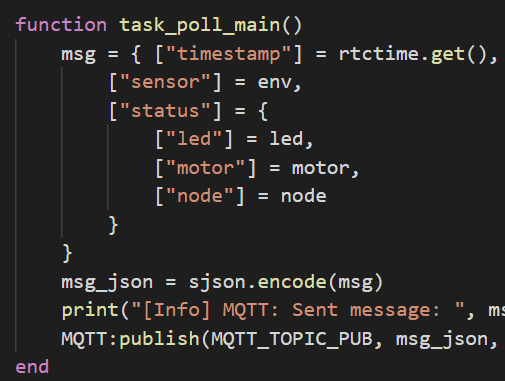 function task_poll_main()
    msg = { ["timestamp"] = rtctime.get(),
        ["sensor"] = env,
        ["status"] = {
            ["led"] = led,
            ["motor"] = motor,
            ["node"] = node
        }
    }
    msg_json = sjson.encode(msg)
    print("[Info] MQTT: Sent message: ", ms
    MQTT:publish(MQTT_TOPIC_PUB, msg_json,
end